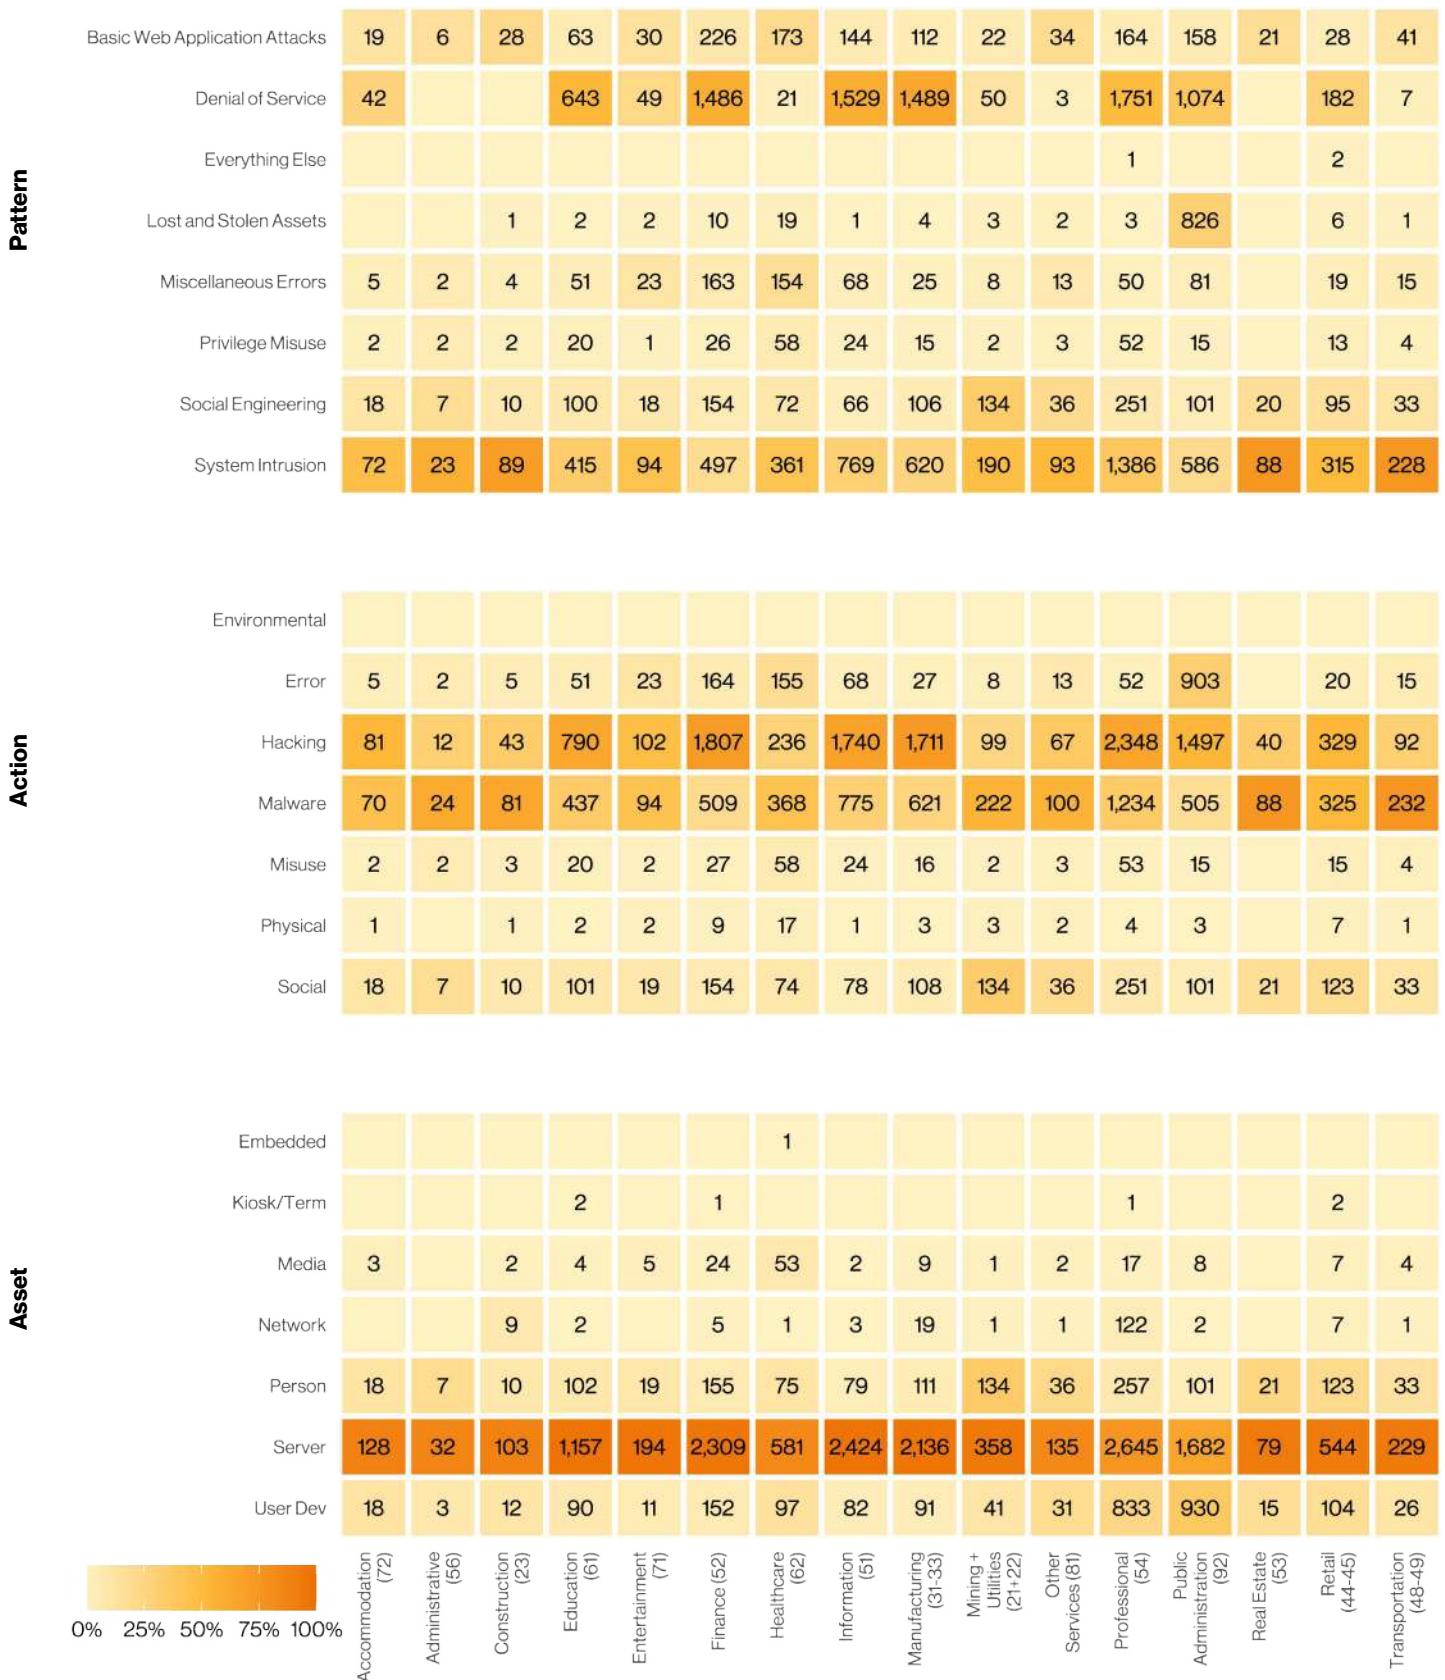 Pattern
Basic Web Application Attacks 19 6 28 63 30 226 173 144 112 22 34 164 158 21 28 41
Denial of Service 42 643 49 1,486 21 1,529 1,489 50 3 1,751 1,074 182 7
Everything Else 1 2
Lost and Stolen Assets 1 2 2 10 19 1 4 3 2 3 826 6 1
Miscellaneous Errors 5 2 4 51 23 163 154 68 25 8 13 50 81 19 15
Privilege Misuse 2 2 2 20 1 26 58 24 15 2 3 52 15 13 4
Social Engineering 18 7 10 100 18 154 72 66 106 134 36 251 101 20 95 33
System Intrusion 72 23 89 415 94 497 361 769 620 190 93 1,386 586 88 315 228
Action
Environmental
Error 5 2 5 51 23 164 155 68 27 8 13 52 903 20 15
Hacking 81 12 43 790 102 1,807 236 1,740 1,711 99 67 2,348 1,497 40 329 92
Malware 70 24 81 437 94 509 368 775 621 222 100 1,234 505 88 325 232
Misuse 2 2 3 20 2 27 58 24 16 2 3 53 15 15 4
Physical 1 1 2 2 9 17 1 3 3 2 4 3 7 1
Social 18 7 10 101 19 154 74 78 108 134 36 251 101 21 123 33
Asset
Embedded 1
Kiosk/Term 2 1 1 2
Media 3 2 4 5 24 53 2 9 1 2 17 8 7 4
Network 9 2 5 1 3 19 1 1 122 2 7 1
Person 18 7 10 102 19 155 75 79 111 134 36 257 101 21 123 33
Server 128 32 103 1,157 194 2,309 581 2,424 2,136 358 135 2,645 1,682 79 544 229
User Dev 18 3 12 90 11 152 97 82 91 41 31 833 930 15 104 26
0% 25% 50% 75% 100%
Accommodation
(72)
Administrative
(56)
Construction
(23)
Education
(61)
Entertainment
(71)
Finance (52)
Healthcare
(62)
Information
(51)
Manufacturing
(31-33)
Mining +
Utilities
(21+22)
Other
Services (81)
Professional
(54)
Public
Administration
(92)
Real Estate
(53)
Retail
(44-45)
Transportation
(48-49)